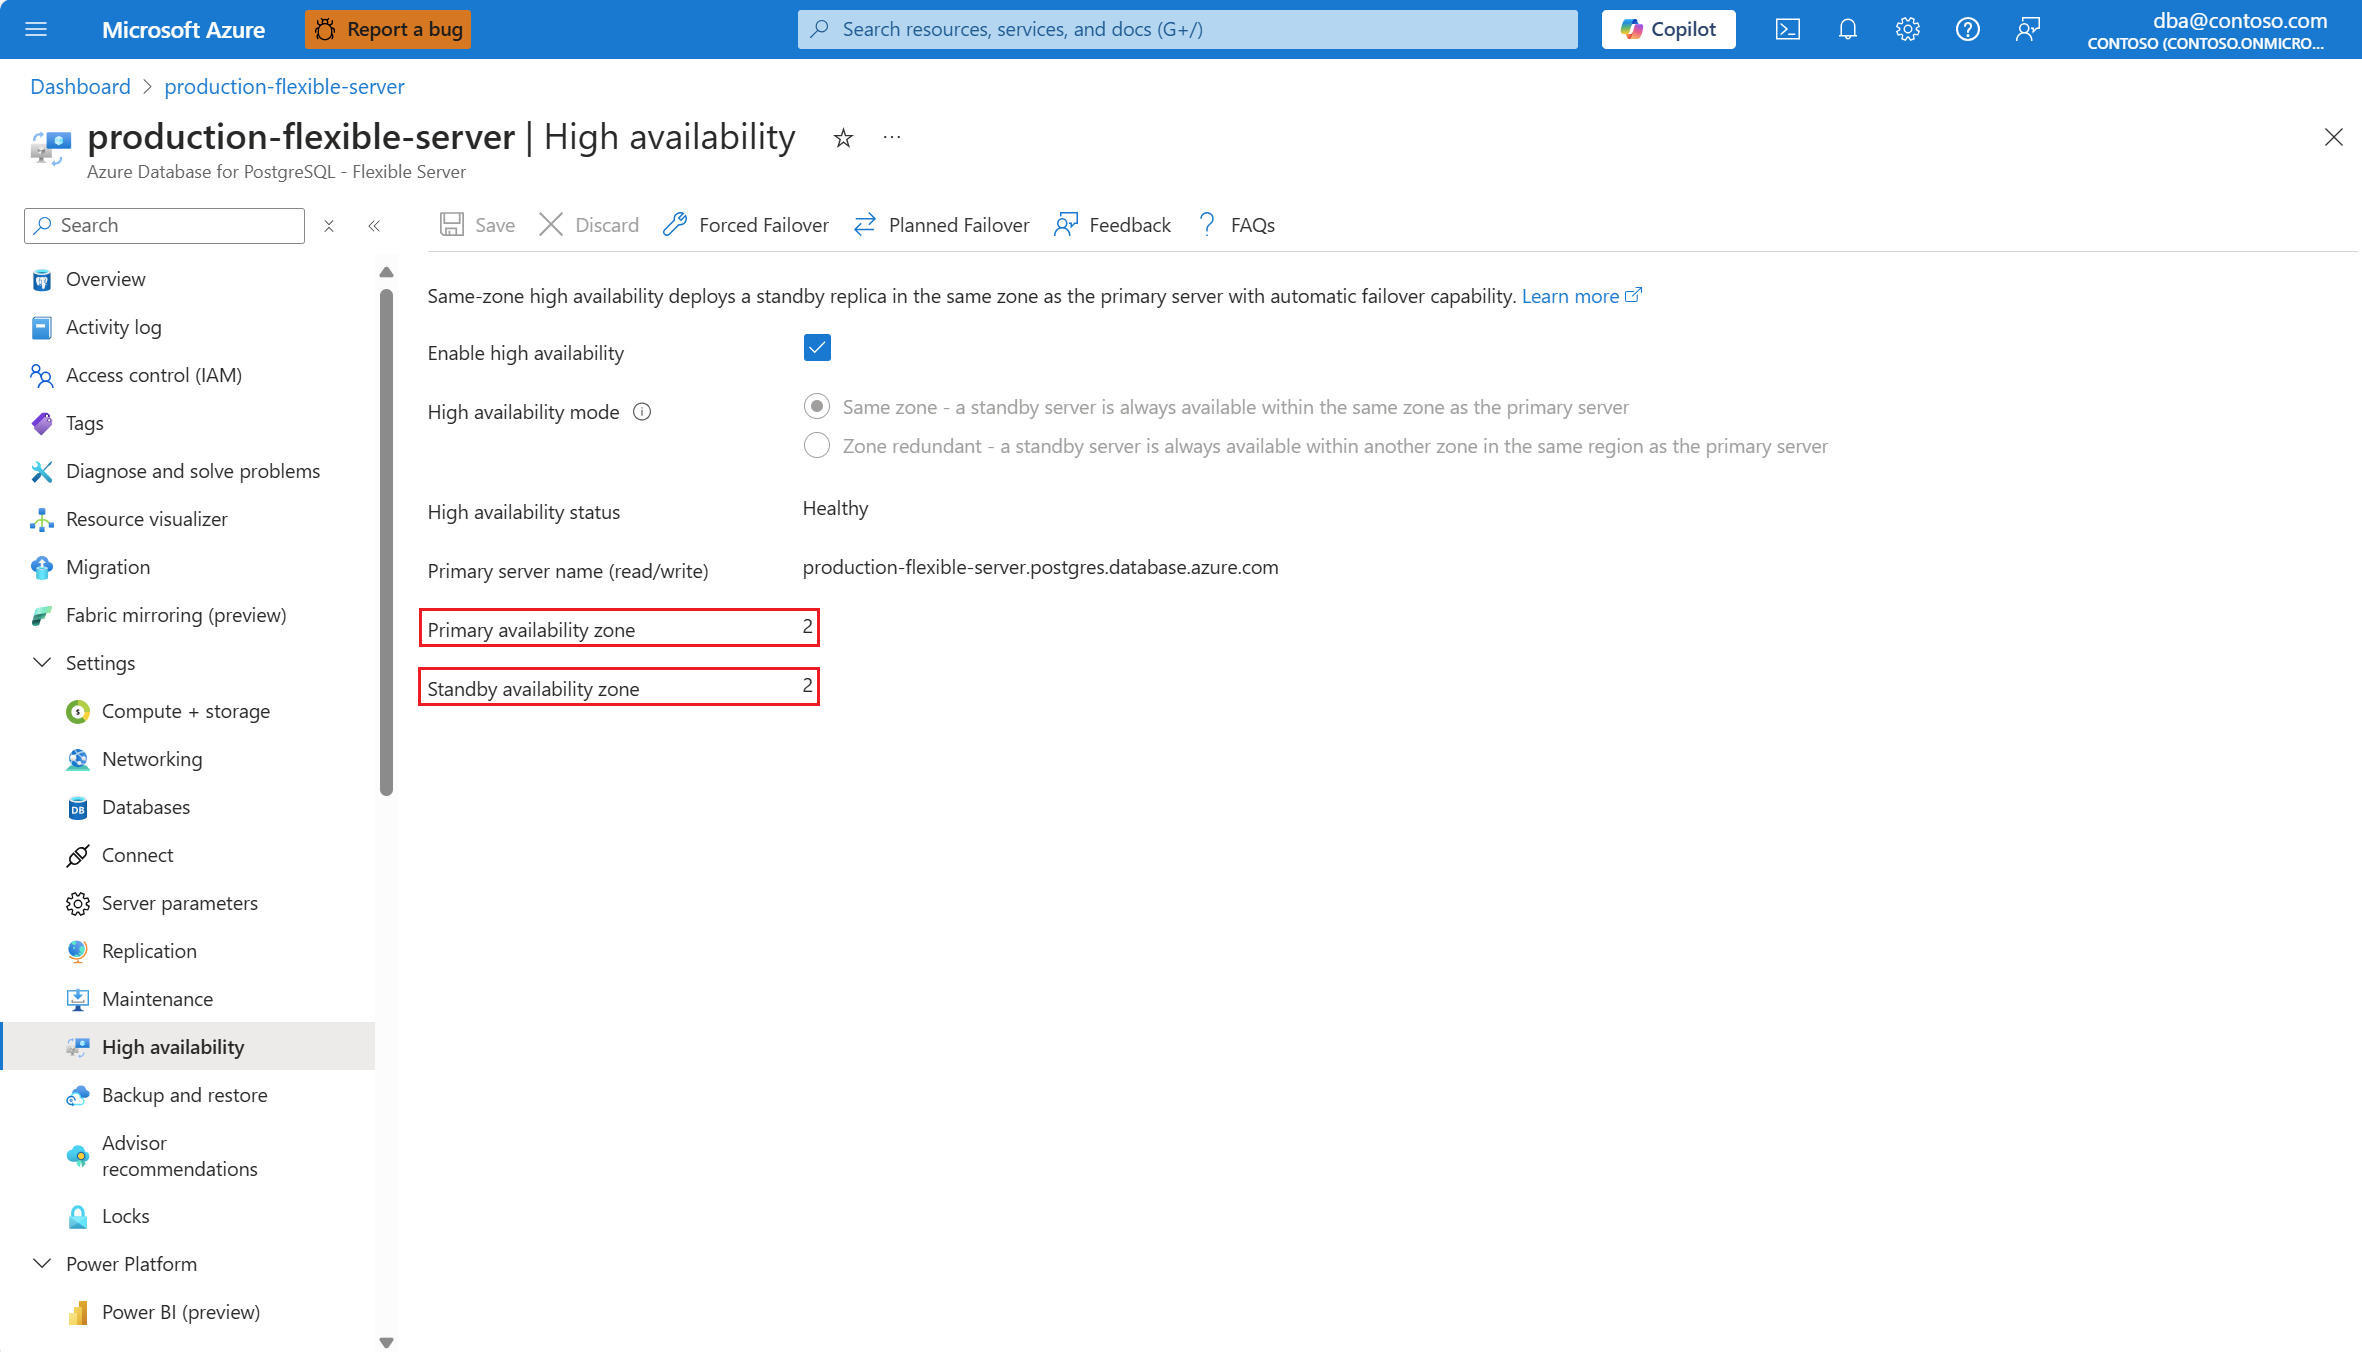 Microsoft Azure
Report a bug
Search resources, services, and docs (G+/)
Copilot
dba@contoso.com
CONTOSO (CONTOSO.ONMICRO...
Dashboard > production-flexible-server
production-flexible-server | High availability
Azure Database for PostgreSQL - Flexible Server
Search
Save
Discard
Forced Failover
Planned Failover
Feedback
FAQs
Overview
Activity log
Access control (IAM)
Tags
Diagnose and solve problems
Resource visualizer
Migration
Fabric mirroring (preview)
Settings
Compute + storage
Networking
Databases
Connect
Server parameters
Replication
Maintenance
High availability
Backup and restore
Advisor
recommendations
Locks
Power Platform
Power BI (preview)
Same-zone high availability deploys a standby replica in the same zone as the primary server with automatic failover capability. Learn more
Enable high availability
High availability mode
Same zone - a standby server is always available within the same zone as the primary server
Zone redundant - a standby server is always available within another zone in the same region as the primary server
High availability status Healthy
Primary server name (read/write) production-flexible-server.postgres.database.azure.com
Primary availability zone 2
Standby availability zone 2